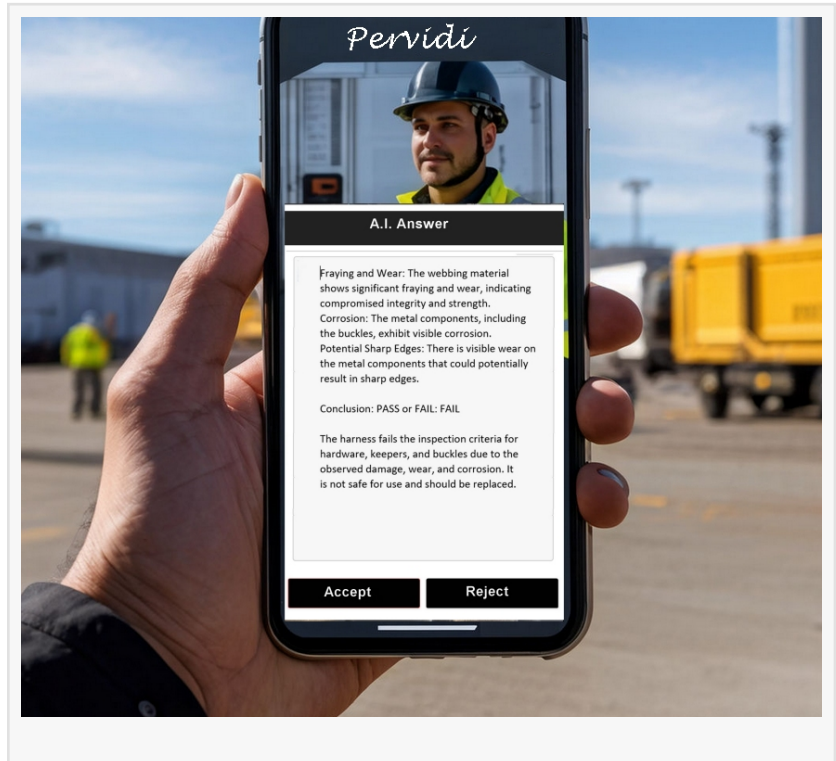 Pervidi
A.I. Answer
Fraying and Wear: The webbing material
shows significant fraying and wear, indicating
compromised integrity and strength.
Corrosion: The metal components, including
the buckles, exhibit visible corrosion.
Potential Sharp Edges: There is visible wear on
the metal components that could potentially
result in sharp edges.
Conclusion: PASS or FAIL: FAIL
The harness fails the inspection criteria for
hardware, keepers, and buckles due to the
observed damage, wear, and corrosion. It
is not safe for use and should be replaced.
Accept
Reject